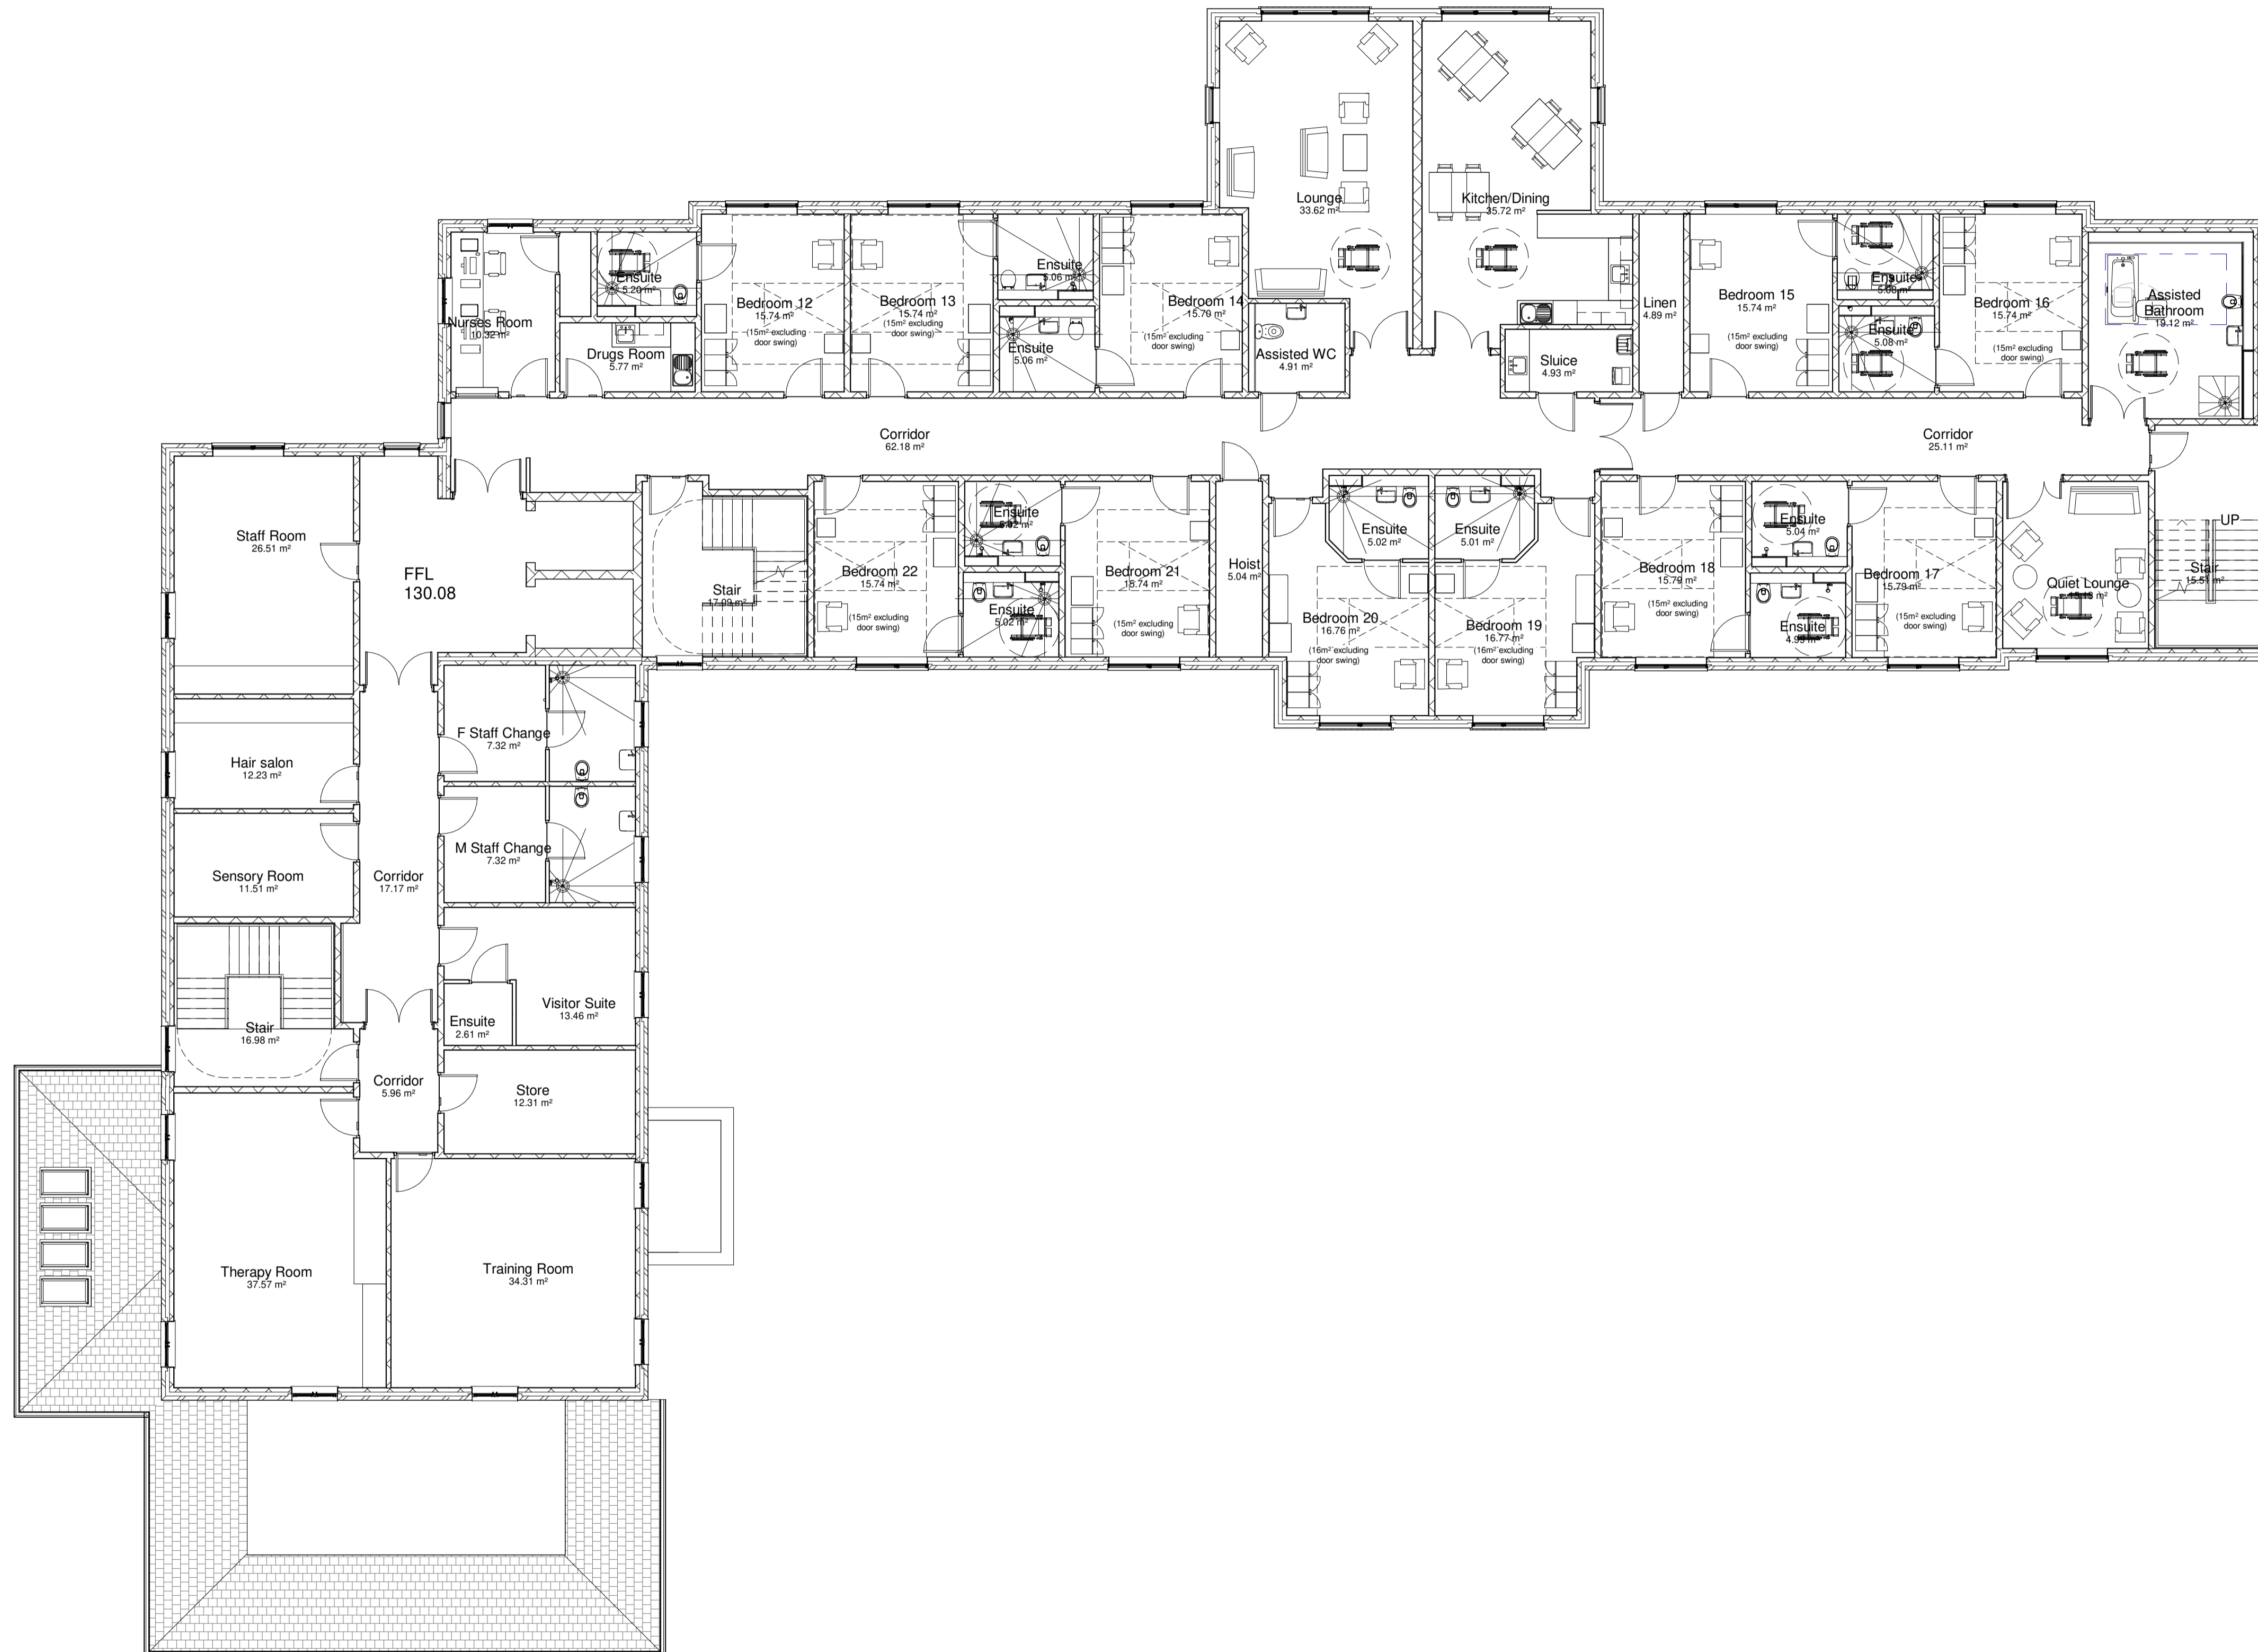 Lounge
33.62 m²
Kitchen/Dining
35.72 m²
Nurses Room
10.32 m²
Ensuite
5.20 m²
Drugs Room
5.77 m²
Bedroom 12
15.74 m²
(15m² excluding
door swing)
Bedroom 13
15.74 m²
(15m² excluding
door swing)
Ensuite
5.06 m²
Ensuite
5.06 m²
Bedroom 14
15.70 m²
(15m² excluding
door swing)
Assisted WC
4.91 m²
Sluice
4.93 m²
Linen
4.89 m²
Bedroom 15
15.74 m²
(15m² excluding
door swing)
Ensuite
Ensuite
5.08 m²
Bedroom 16
15.74 m²
(15m² excluding
door swing)
Assisted
Bathroom
19.12 m²
Corridor
62.18 m²
Corridor
25.11 m²
Staff Room
26.51 m²
FFL
130.08
Stair
17.09 m²
Bedroom 22
15.74 m²
(15m² excluding
door swing)
Ensuite
Ensuite
5.02 m²
Bedroom 21
(15m² excluding
door swing)
Hoist
5.04 m²
Ensuite
5.02 m²
Ensuite
5.01 m²
Bedroom 20
16.76 m²
(16m² excluding
door swing)
Bedroom 19
16.77 m²
(16m² excluding
door swing)
Bedroom 18
15.79 m²
(15m² excluding
door swing)
Ensuite
5.04 m²
Ensuite
Bedroom 17
15.79 m²
(15m² excluding
door swing)
Quiet Lounge
UP
Stair
15.51 m²
F Staff Change
7.32 m²
Hair salon
12.23 m²
M Staff Change
7.32 m²
Sensory Room
11.51 m²
Corridor
17.17 m²
Visitor Suite
13.46 m²
Ensuite
2.61 m²
Stair
16.98 m²
Corridor
5.96 m²
Store
12.31 m²
Therapy Room
37.57 m²
Training Room
34.31 m²